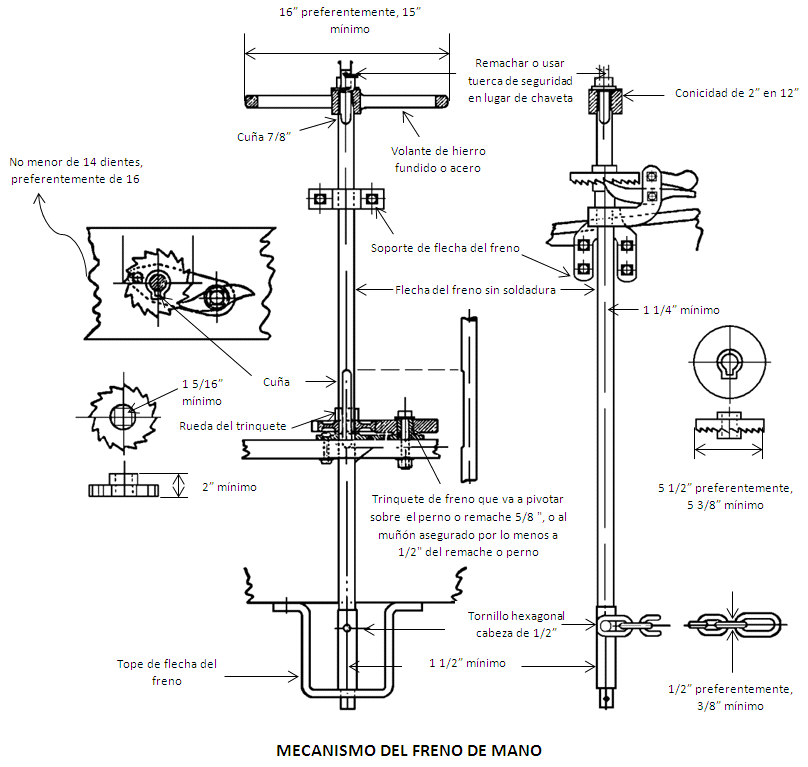 16” preferentemente, 15”
mínimo
Remachar o usar
tuerca de seguridad
en lugar de chaveta
Conicidad de 2” en 12”
Cuña 7/8”
Volante de hierro
fundido o acero
No menor de 14 dientes,
preferentemente de 16
Soporte de flecha del freno
Flecha del freno sin soldadura
1 1/4” mínimo
Cuña
1 5/16”
mínimo
Rueda del trinquete
2” mínimo
5 1/2” preferentemente,
5 3/8” mínimo
Trinquete de freno que va a pivotar
sobre el perno o remache 5/8 ", o al
muñón asegurado por lo menos a
1/2" del remache o perno
Tornillo hexagonal
cabeza de 1/2”
Tope de flecha del
freno
1 1/2” mínimo
1/2” preferentemente,
3/8” mínimo
MECANISMO DEL FRENO DE MANO